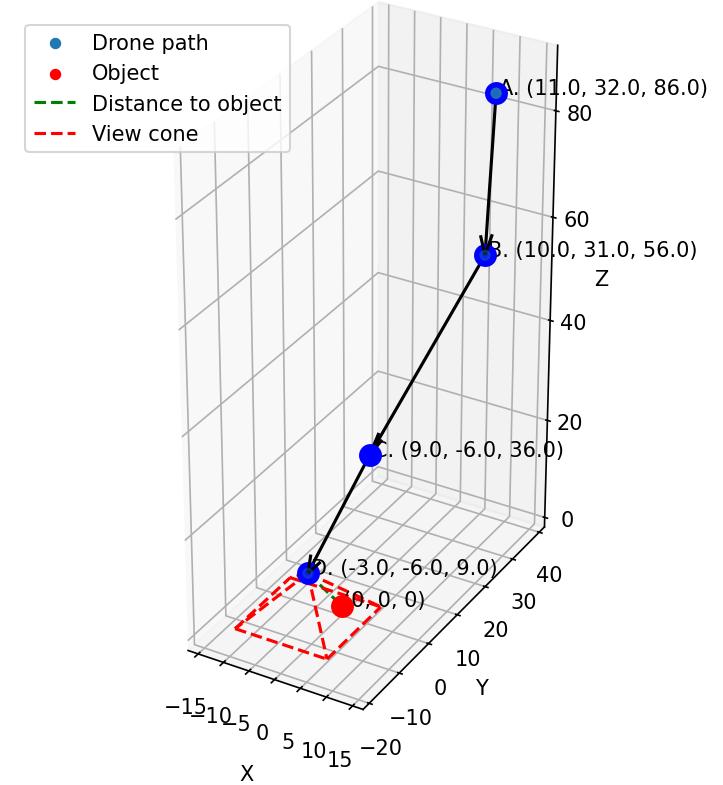 Drone path
Object
Distance to object
View cone
A. (11.0, 32.0, 86.0)
80
60
B. (10.0, 31.0, 56.0)
Z
40
20
C. (9.0, -6.0, 36.0)
0
D. (-3.0, -6.0, 9.0)
(0, 0, 0)
40
30
20
10
0
Y
−10
−20
−15
−10
−5
0
5
10
15
X